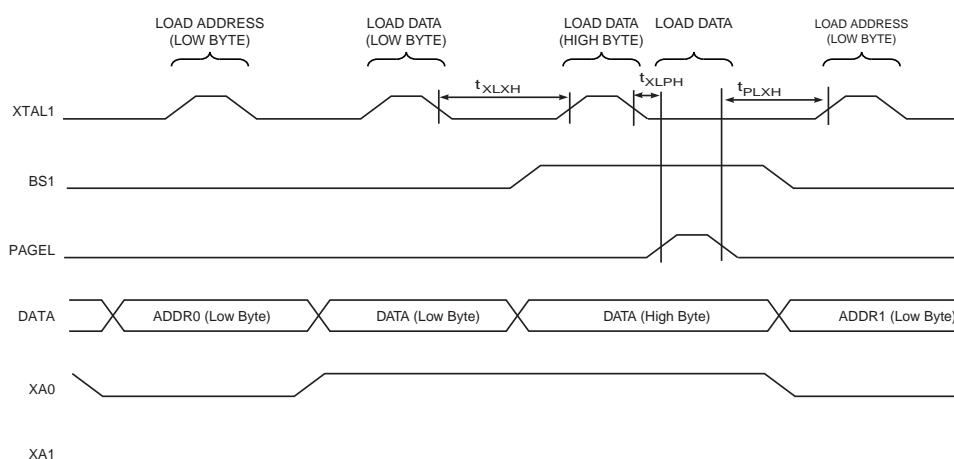 LOAD ADDRESS
(LOW BYTE)
LOAD DATA
(LOW BYTE)
LOAD DATA
(HIGH BYTE)
LOAD DATA
LOAD ADDRESS
(LOW BYTE)
tXLXH
tXLPH
tPLXH
XTAL1
BS1
PAGEL
DATA
ADDR0 (Low Byte)
DATA (Low Byte)
DATA (High Byte)
ADDR1 (Low Byte)
XA0
XA1